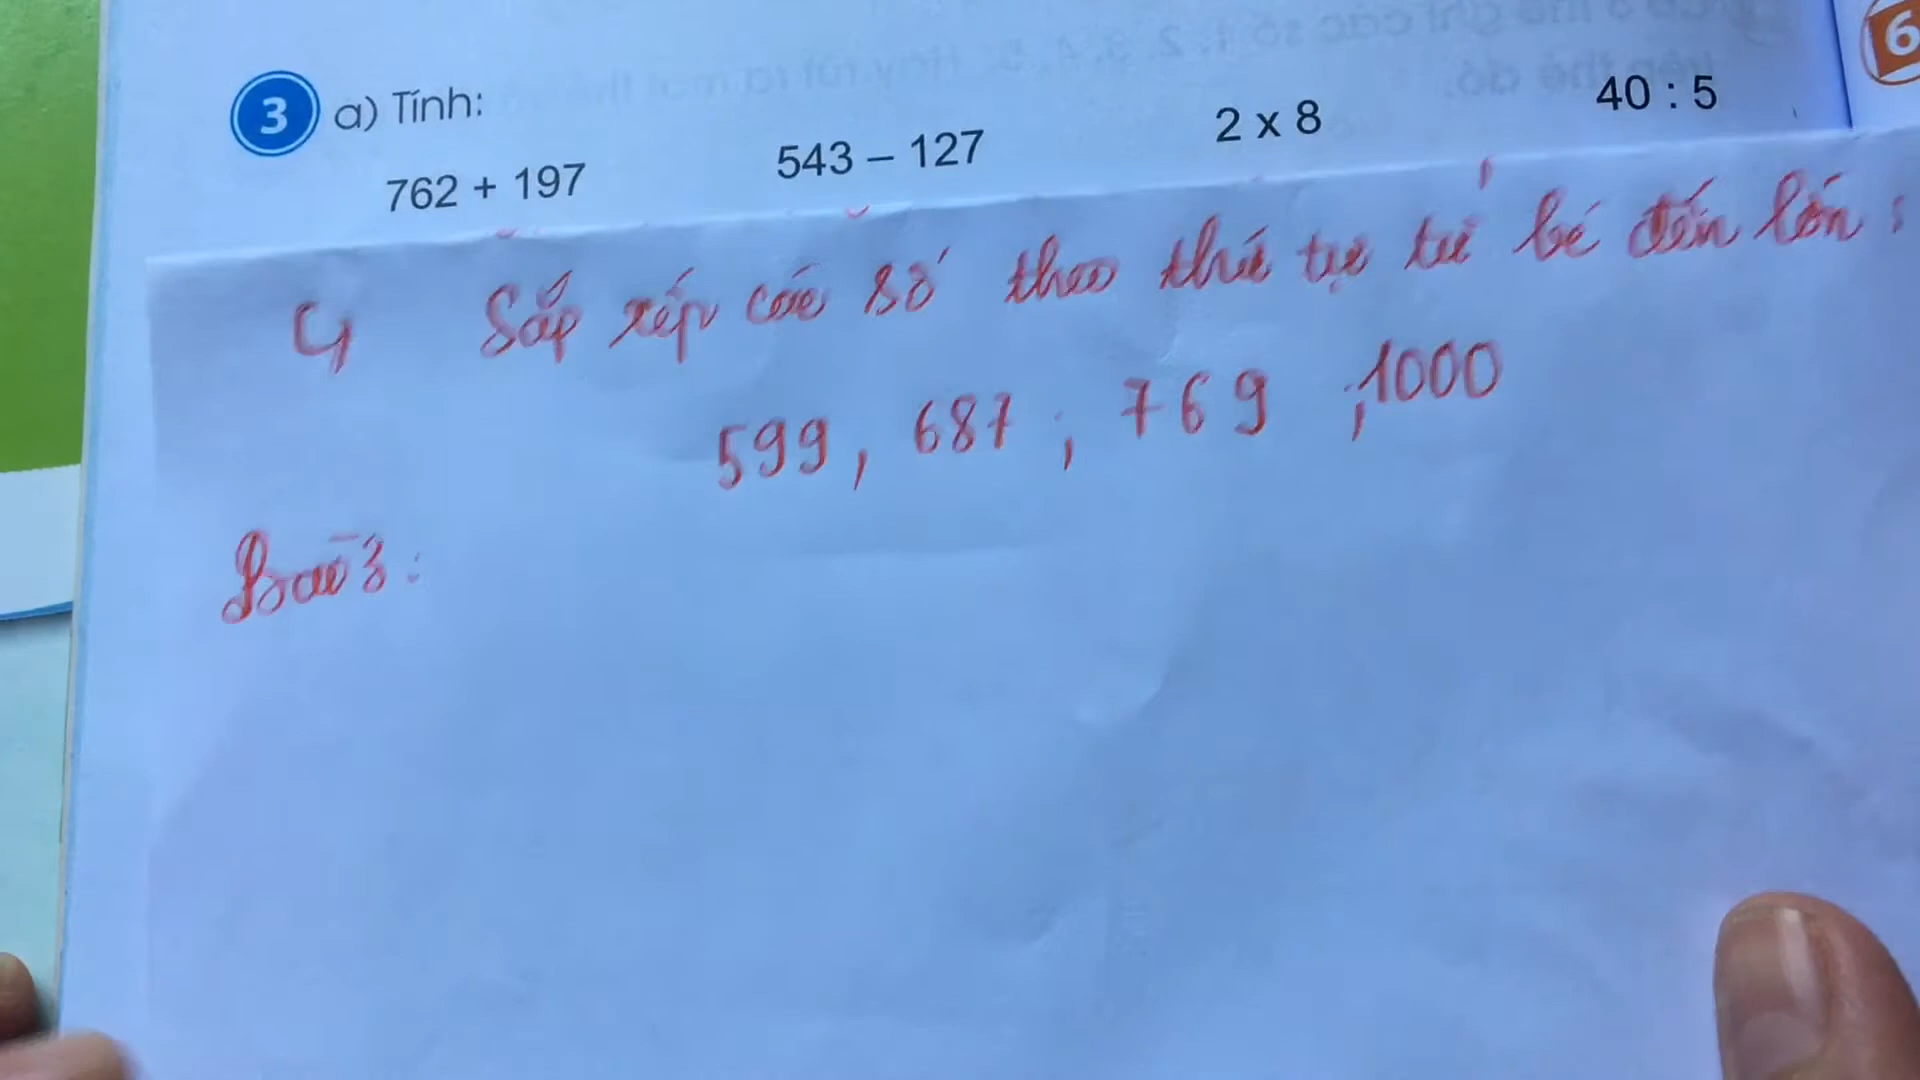 3 a) Tính:
762 + 197 543 – 127 2 x 8 40 : 5
6
c, Sắp xếp các số theo thứ tự từ bé đến lớn:
599, 687; 769; 1000
Bài 3: